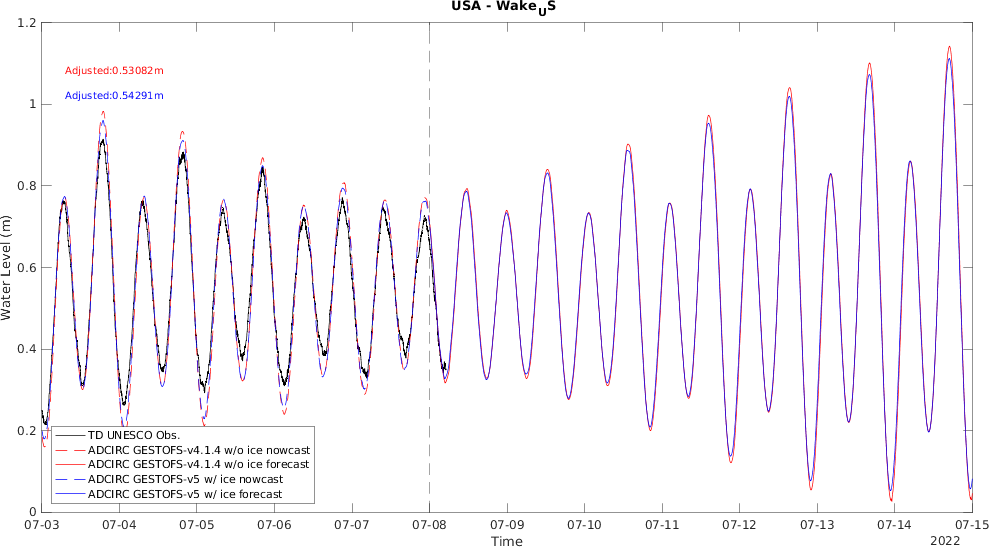 USA - WakeUS
1.2
Adjusted:0.53082m
Adjusted:0.54291m
1
0.8
0.6
0.4
0.2
0
Water Level (m)
TD UNESCO Obs.
ADCIRC GESTOFS-v4.1.4 w/o ice nowcast
ADCIRC GESTOFS-v4.1.4 w/o ice forecast
ADCIRC GESTOFS-v5 w/ ice nowcast
ADCIRC GESTOFS-v5 w/ ice forecast
07-03 07-04 07-05 07-06 07-07 07-08 07-09 07-10 07-11 07-12 07-13 07-14 07-15
Time
2022